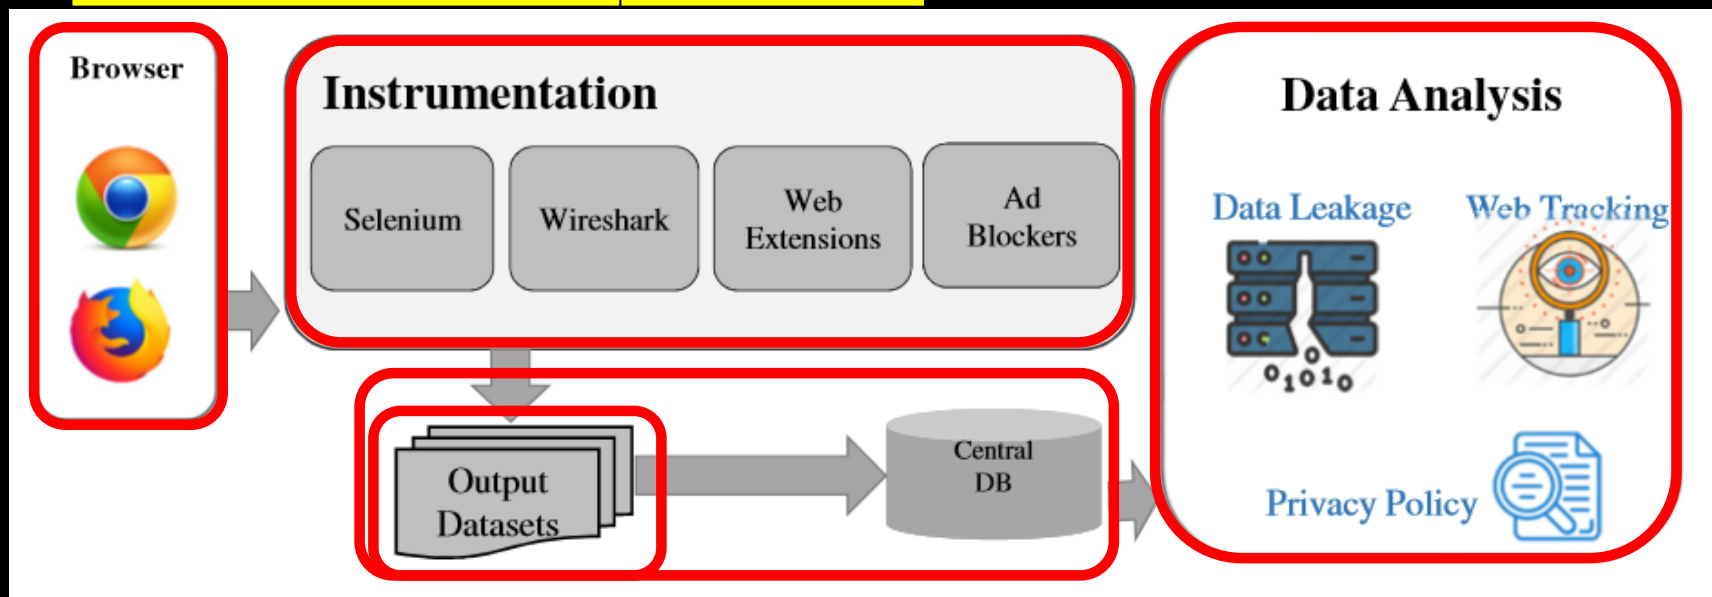 Browser
Instrumentation
Selenium
Wireshark
Web
Extensions
Ad
Blockers
Output
Datasets
Central
DB
Data Analysis
Data Leakage
Web Tracking
01010
Privacy Policy